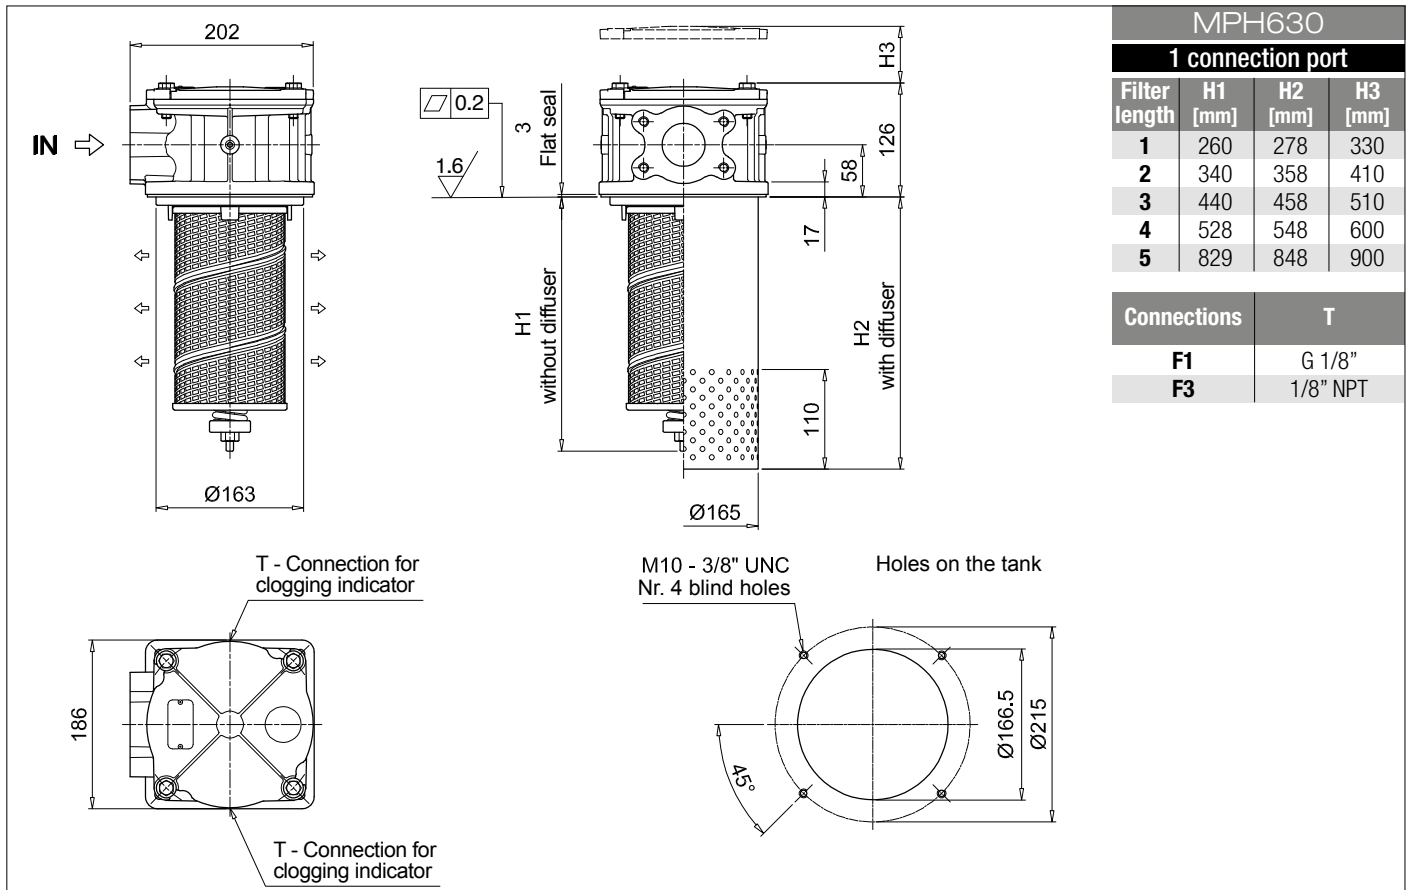 202
IN
Ø163
0.2
1.6
3
Flat seal
H3
126
58
17
H1
without diffuser
H2
with diffuser
110
Ø165
MPH630
1 connection port
Filter length H1 [mm] H2 [mm] H3 [mm]
1 260 278 330
2 340 358 410
3 440 458 510
4 528 548 600
5 829 848 900
Connections T
F1 G 1/8”
F3 1/8” NPT
T - Connection for
clogging indicator
186
T - Connection for
clogging indicator
M10 - 3/8" UNC
Nr. 4 blind holes
Holes on the tank
45°
Ø166.5
Ø215